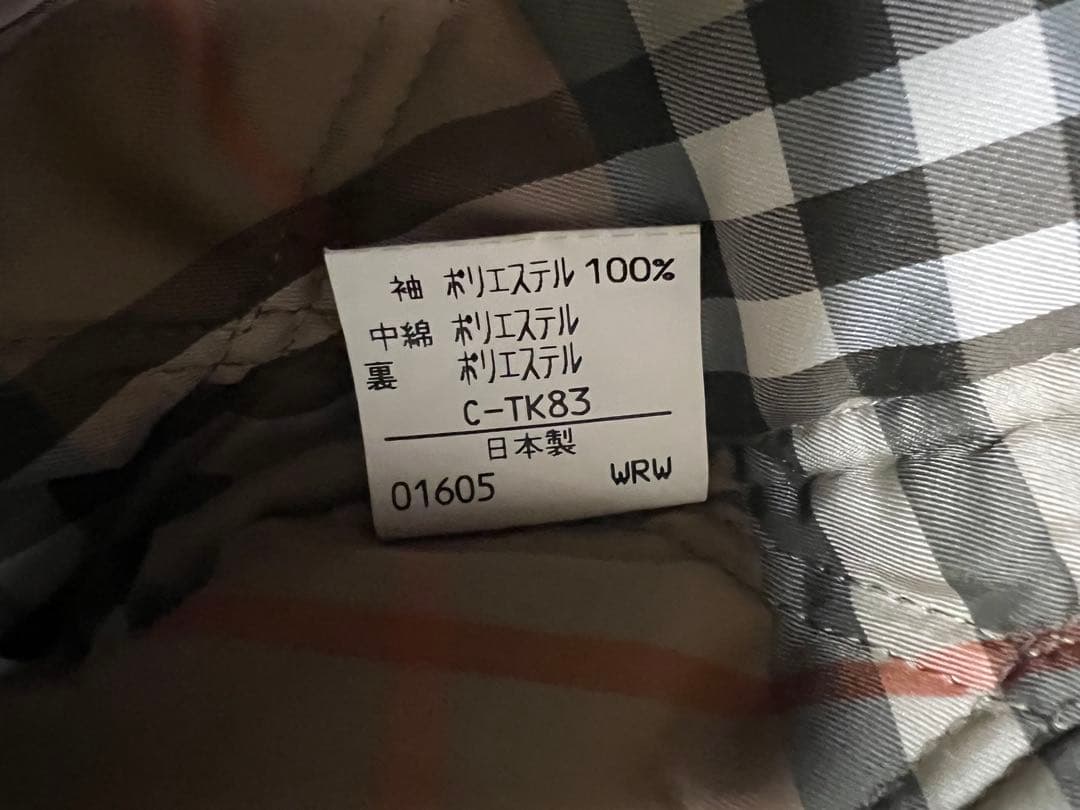 袖 ポリエステル 100%
中綿 ポリエステル
裏 ポリエステル
C-TK83
日本製
01605 WRW